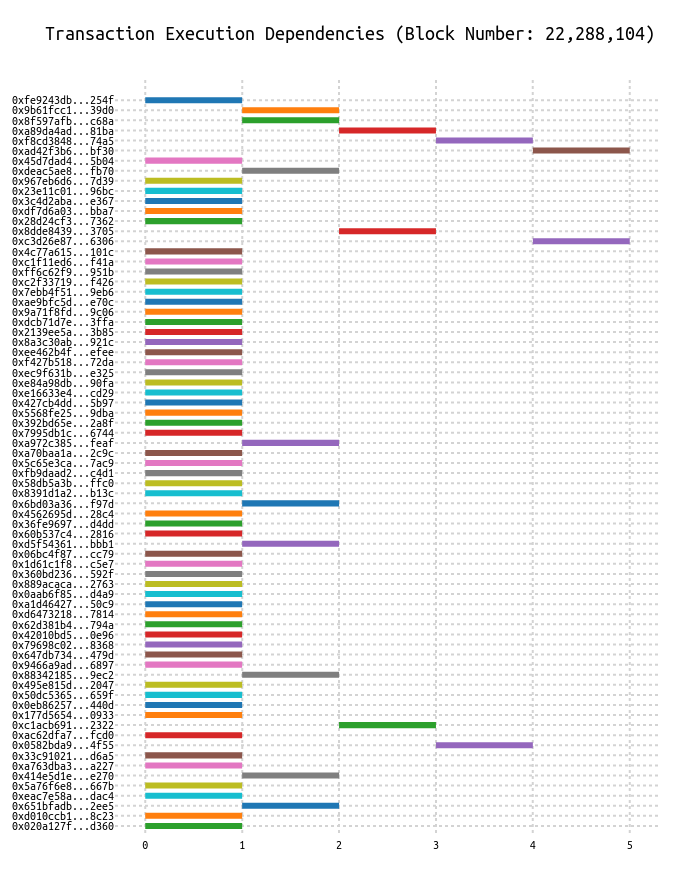 Transaction Execution Dependencies (Block Number: 22,288,104)
0xfe9243db...254f
0x9b61fcc1...39d0
0x8f597afb...c68a
0xa89da4ad...81ba
0xf8cd3848...74a5
0xad42f3b6...bf30
0x45d7dad4...5b04
0xdeac5ae8...fb70
0x967eb6d6...7d39
0x23e11c01...96bc
0x3c4d2aba...e367
0xdf7d6a03...bba7
0x28d24cf3...7362
0x8dde8439...3705
0xc3d26e87...6306
0x4c77a615...101c
0xc1f11ed6...f41a
0xff6c62f9...951b
0xc2f33719...f426
0x7ebb4f51...9eb6
0xae9bfc5d...e70c
0x9a71f8fd...9c06
0xdcb71d7e...3ffa
0x2139ee5a...3b85
0x8a3c30ab...921c
0xee462b4f...efee
0xf427b518...72da
0xec9f631b...e325
0xe84a98db...90fa
0xe16633e4...cd29
0x427cb4dd...5b97
0x5568fe25...9dba
0x392bd65e...2a8f
0x7995db1c...6744
0xa972c385...feaf
0xa70baa1a...2c9c
0x5c65e3ca...7ac9
0xfb9daad2...c4d1
0x58db5a3b...ffc0
0x8391d1a2...b13c
0x6bd03a36...f97d
0x4562695d...28c4
0x36fe9697...d4dd
0x60b537c4...2816
0xd5f54361...bbb1
0x06bc4f87...cc79
0x1d61c1f8...c5e7
0x360bd236...592f
0x889acaca...2763
0x0aab6f85...d4a9
0xa1d46427...50c9
0xd6473218...7814
0x62d381b4...794a
0x42010bd5...0e96
0x79698c02...8368
0x647db734...479d
0x9466a9ad...6897
0x88342185...9ec2
0x495e815d...2047
0x50dc5365...659f
0x0eb86257...440d
0x177d5654...0933
0xc1acb691...2322
0xac62dfa7...fcd0
0x0582bda9...4f55
0x33c91021...d6a5
0xa763dba3...a227
0x414e5d1e...e270
0x5a76f6e8...667b
0xeac7e58a...dac4
0x651bfadb...2ee5
0xd010ccb1...8c23
0x020a127f...d360
0 1 2 3 4 5